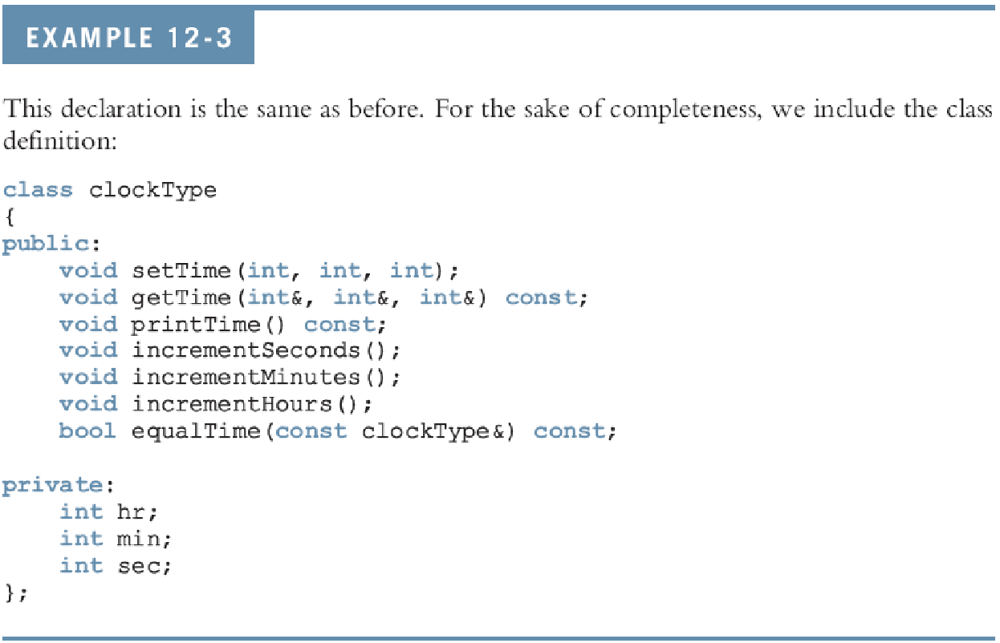 EXAMPLE 12-3
This declaration is the same as before. For the sake of completeness, we include the class
definition:
class clockType
{
public:
    void setTime(int, int, int);
    void getTime(int&, int&, int&) const;
    void printTime() const;
    void incrementSeconds();
    void incrementMinutes();
    void incrementHours();
    bool equalTime(const clockType&) const;
private:
    int hr;
    int min;
    int sec;
};